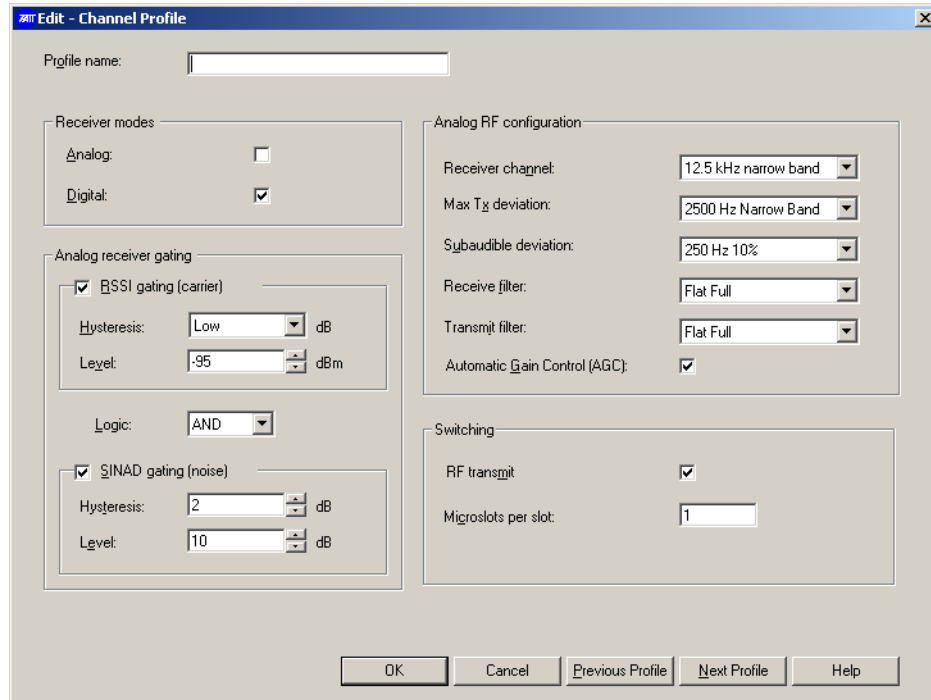 TAIT Edit - Channel Profile
Profile name:
Receiver modes
Analog:
Digital:
Analog receiver gating
RSSI gating (carrier)
Hysteresis: Low dB
Level: -95 dBm
Logic: AND
SINAD gating (noise)
Hysteresis: 2 dB
Level: 10 dB
Analog RF configuration
Receiver channel: 12.5 kHz narrow band
Max Tx deviation: 2500 Hz Narrow Band
Subaudible deviation: 250 Hz 10%
Receive filter: Flat Full
Transmit filter: Flat Full
Automatic Gain Control (AGC):
Switching
RF transmit
Microslots per slot: 1
OK Cancel Previous Profile Next Profile Help